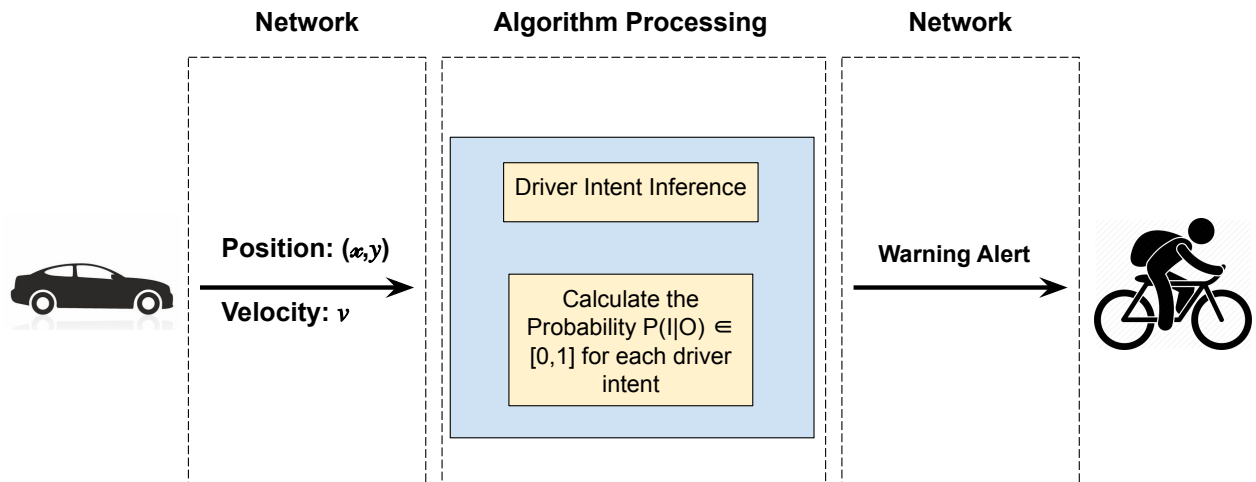 Network
Algorithm Processing
Network
Position: (x,y)
Velocity: v
Driver Intent Inference
Calculate the
Probability P(I|O) ∈
[0,1] for each driver
intent
Warning Alert